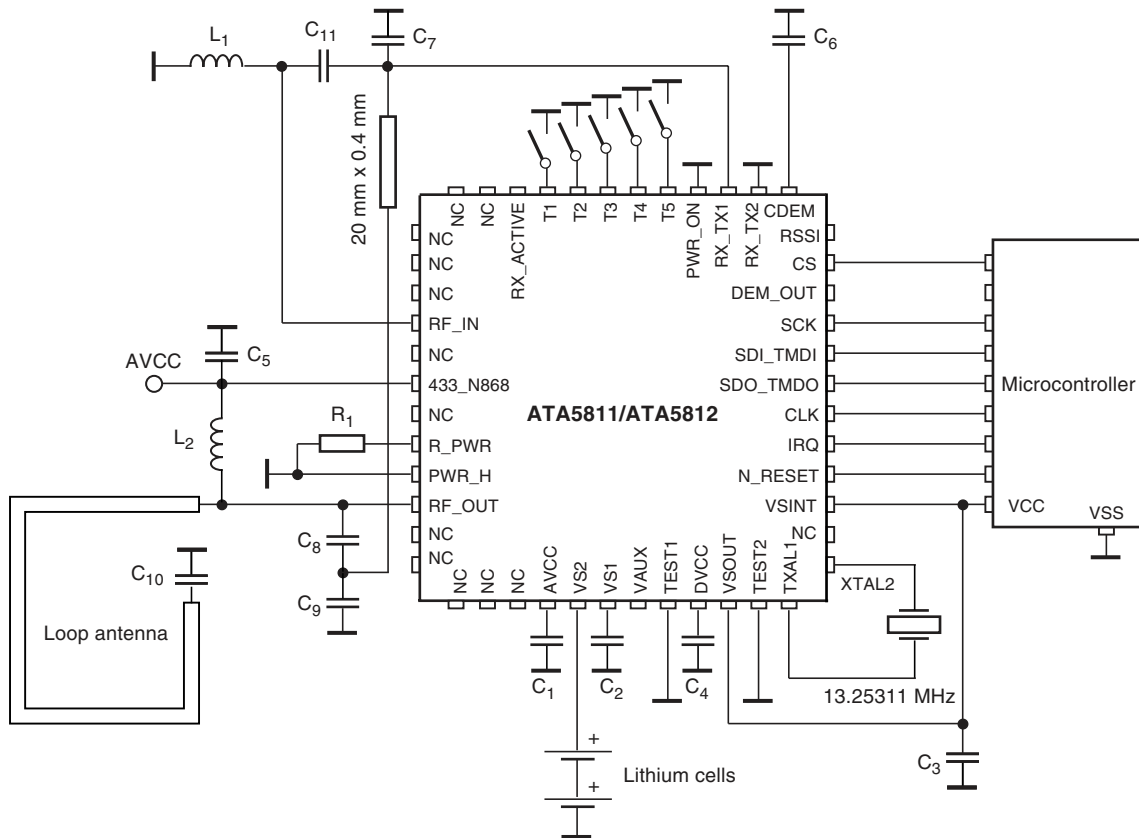 L1
C11
C7
C6
20 mm x 0.4 mm
NC
NC
RX_ACTIVE
T1
T2
T3
T4
T5
PWR_ON
RX_TX1
RX_TX2
CDEM
NC
NC
NC
RF_IN
NC
433_N868
NC
R_PWR
PWR_H
RF_OUT
NC
NC
RSSI
CS
DEM_OUT
SCK
SDI_TMDI
SDO_TMDO
CLK
IRQ
N_RESET
VSINT
NC
XTAL2
ATA5811/ATA5812
Microcontroller
VCC
VSS
AVCC
C5
L2
R1
C8
C9
C10
Loop antenna
NC
NC
NC
AVCC
VS2
VS1
VAUX
TEST1
DVCC
VSOUT
TEST2
TXAL1
C1
C2
C4
13.25311 MHz
C3
+
+
Lithium cells